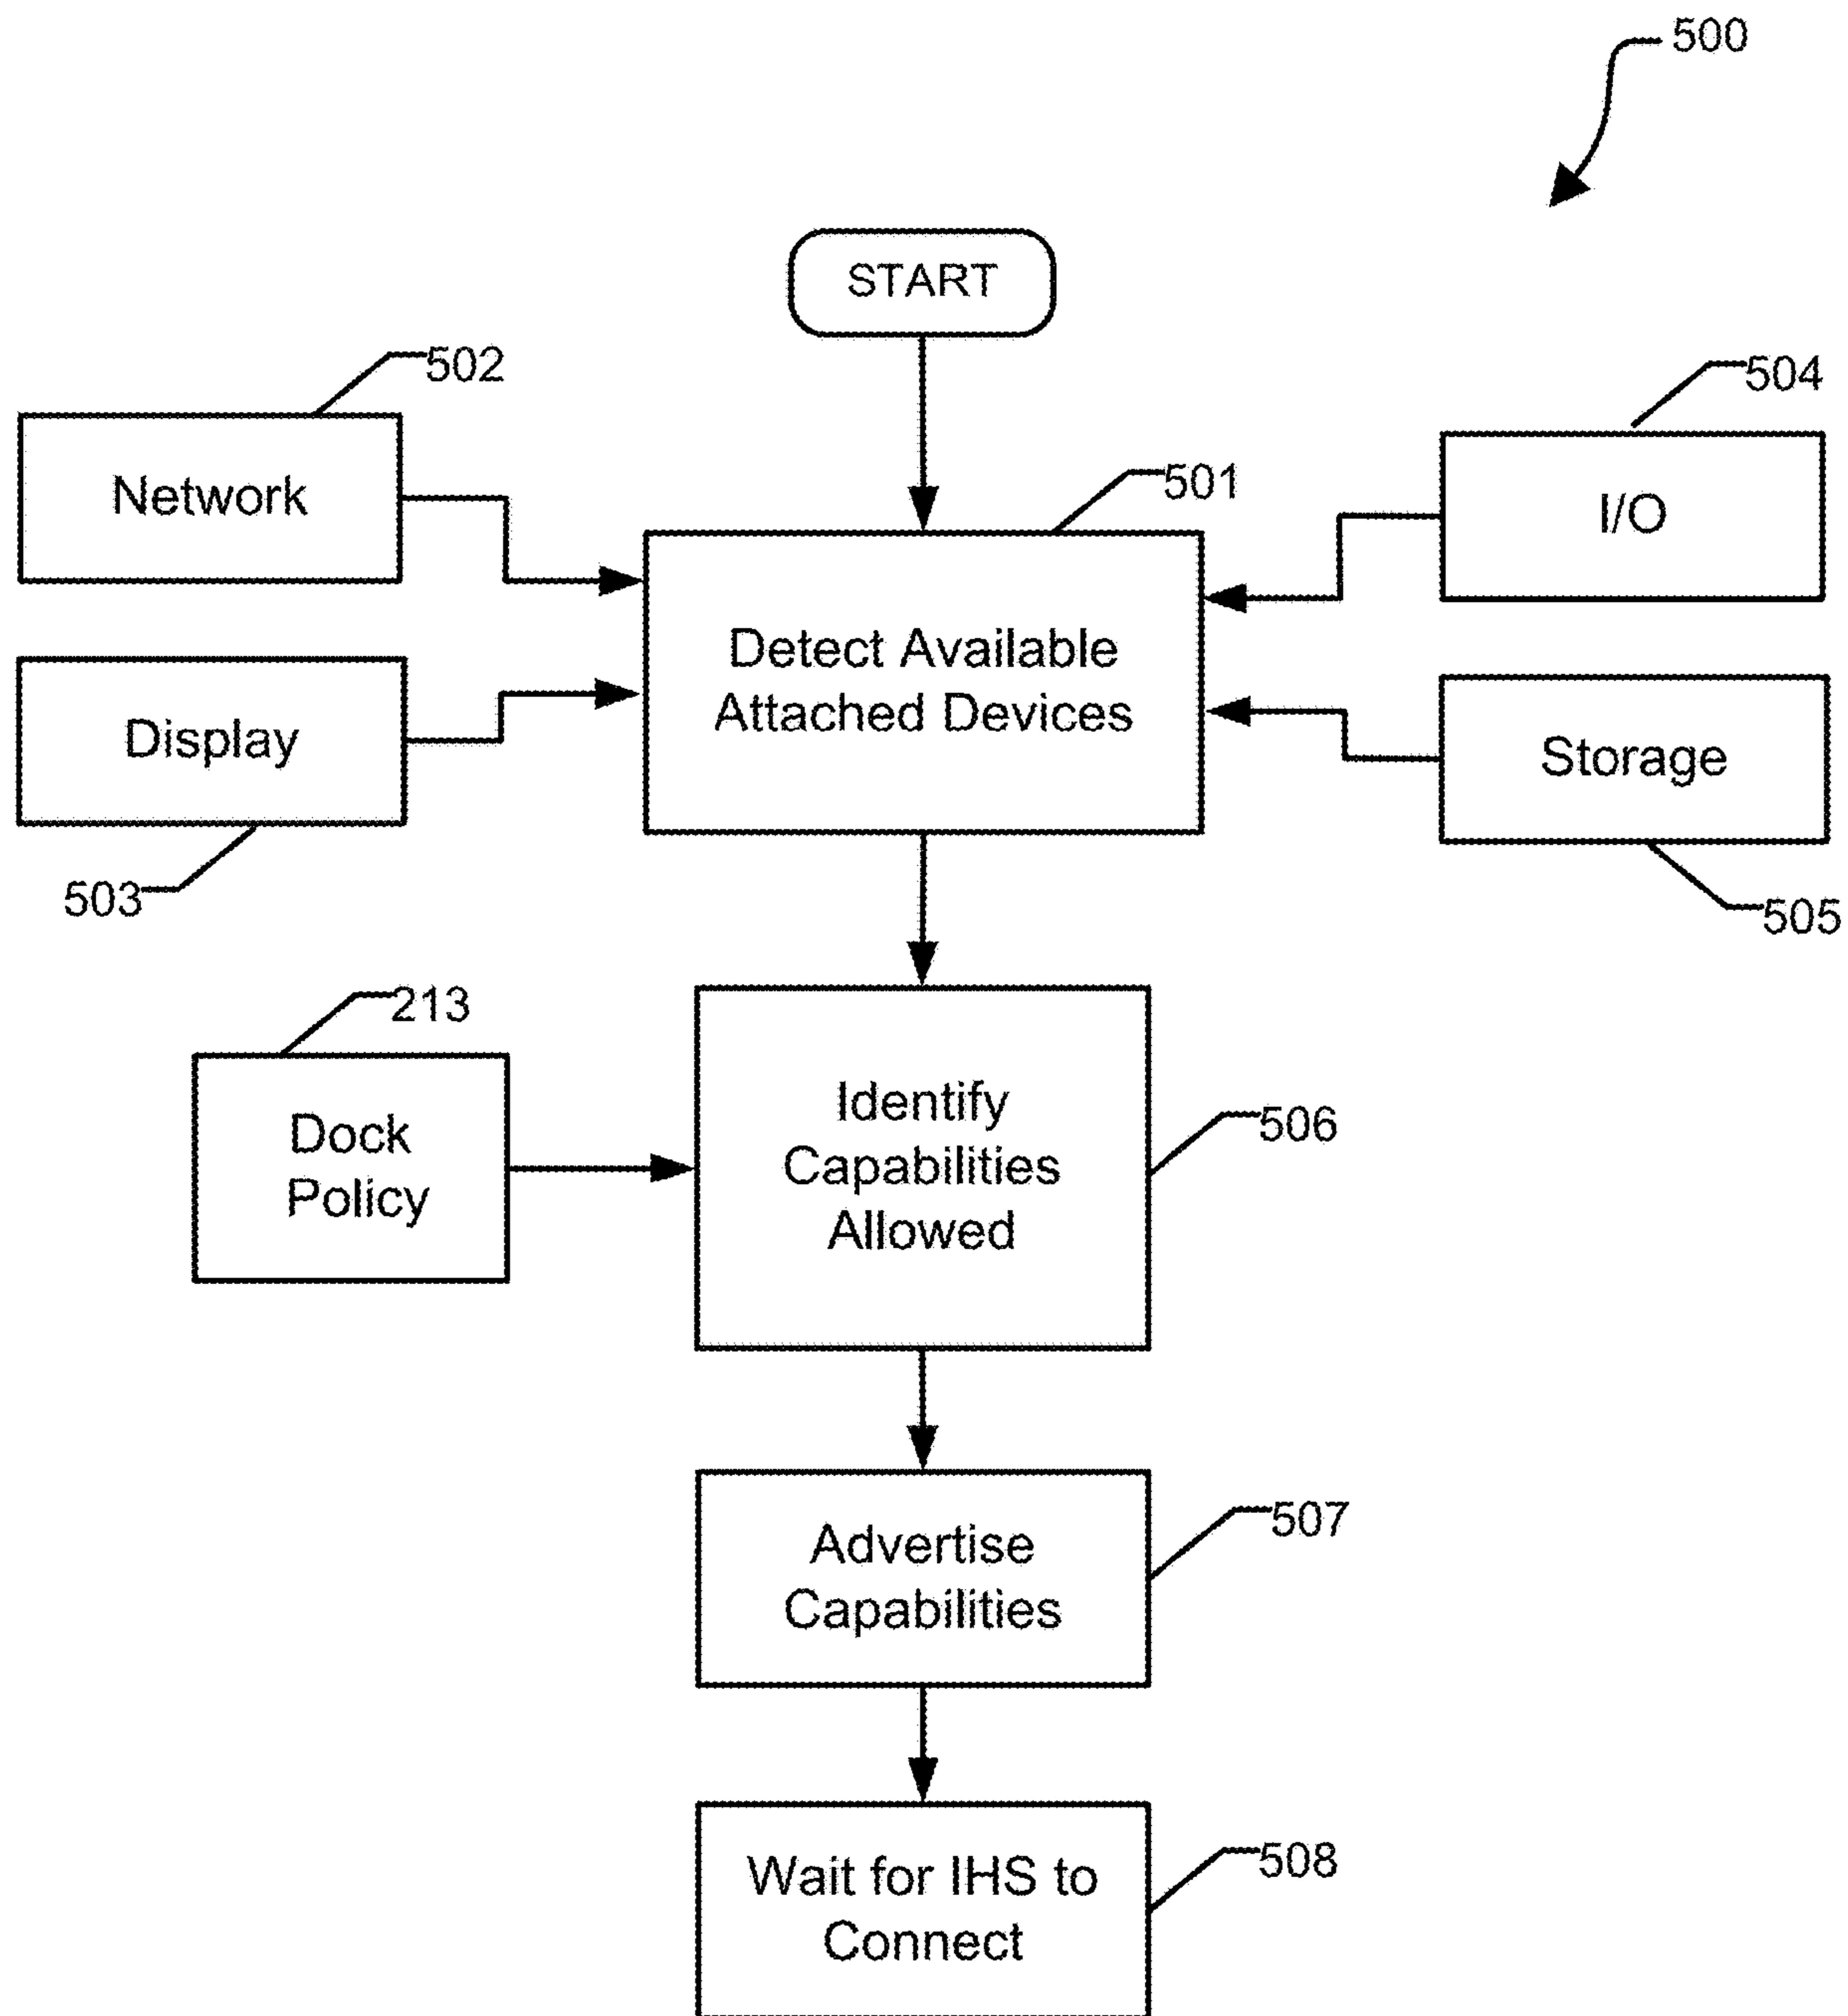 500
START
502
Network
504
I/O
501
Detect Available
Attached Devices
Display
503
Storage
505
213
Dock
Policy
Identify
Capabilities
Allowed
506
Advertise
Capabilities
507
Wait for IHS to
Connect
508